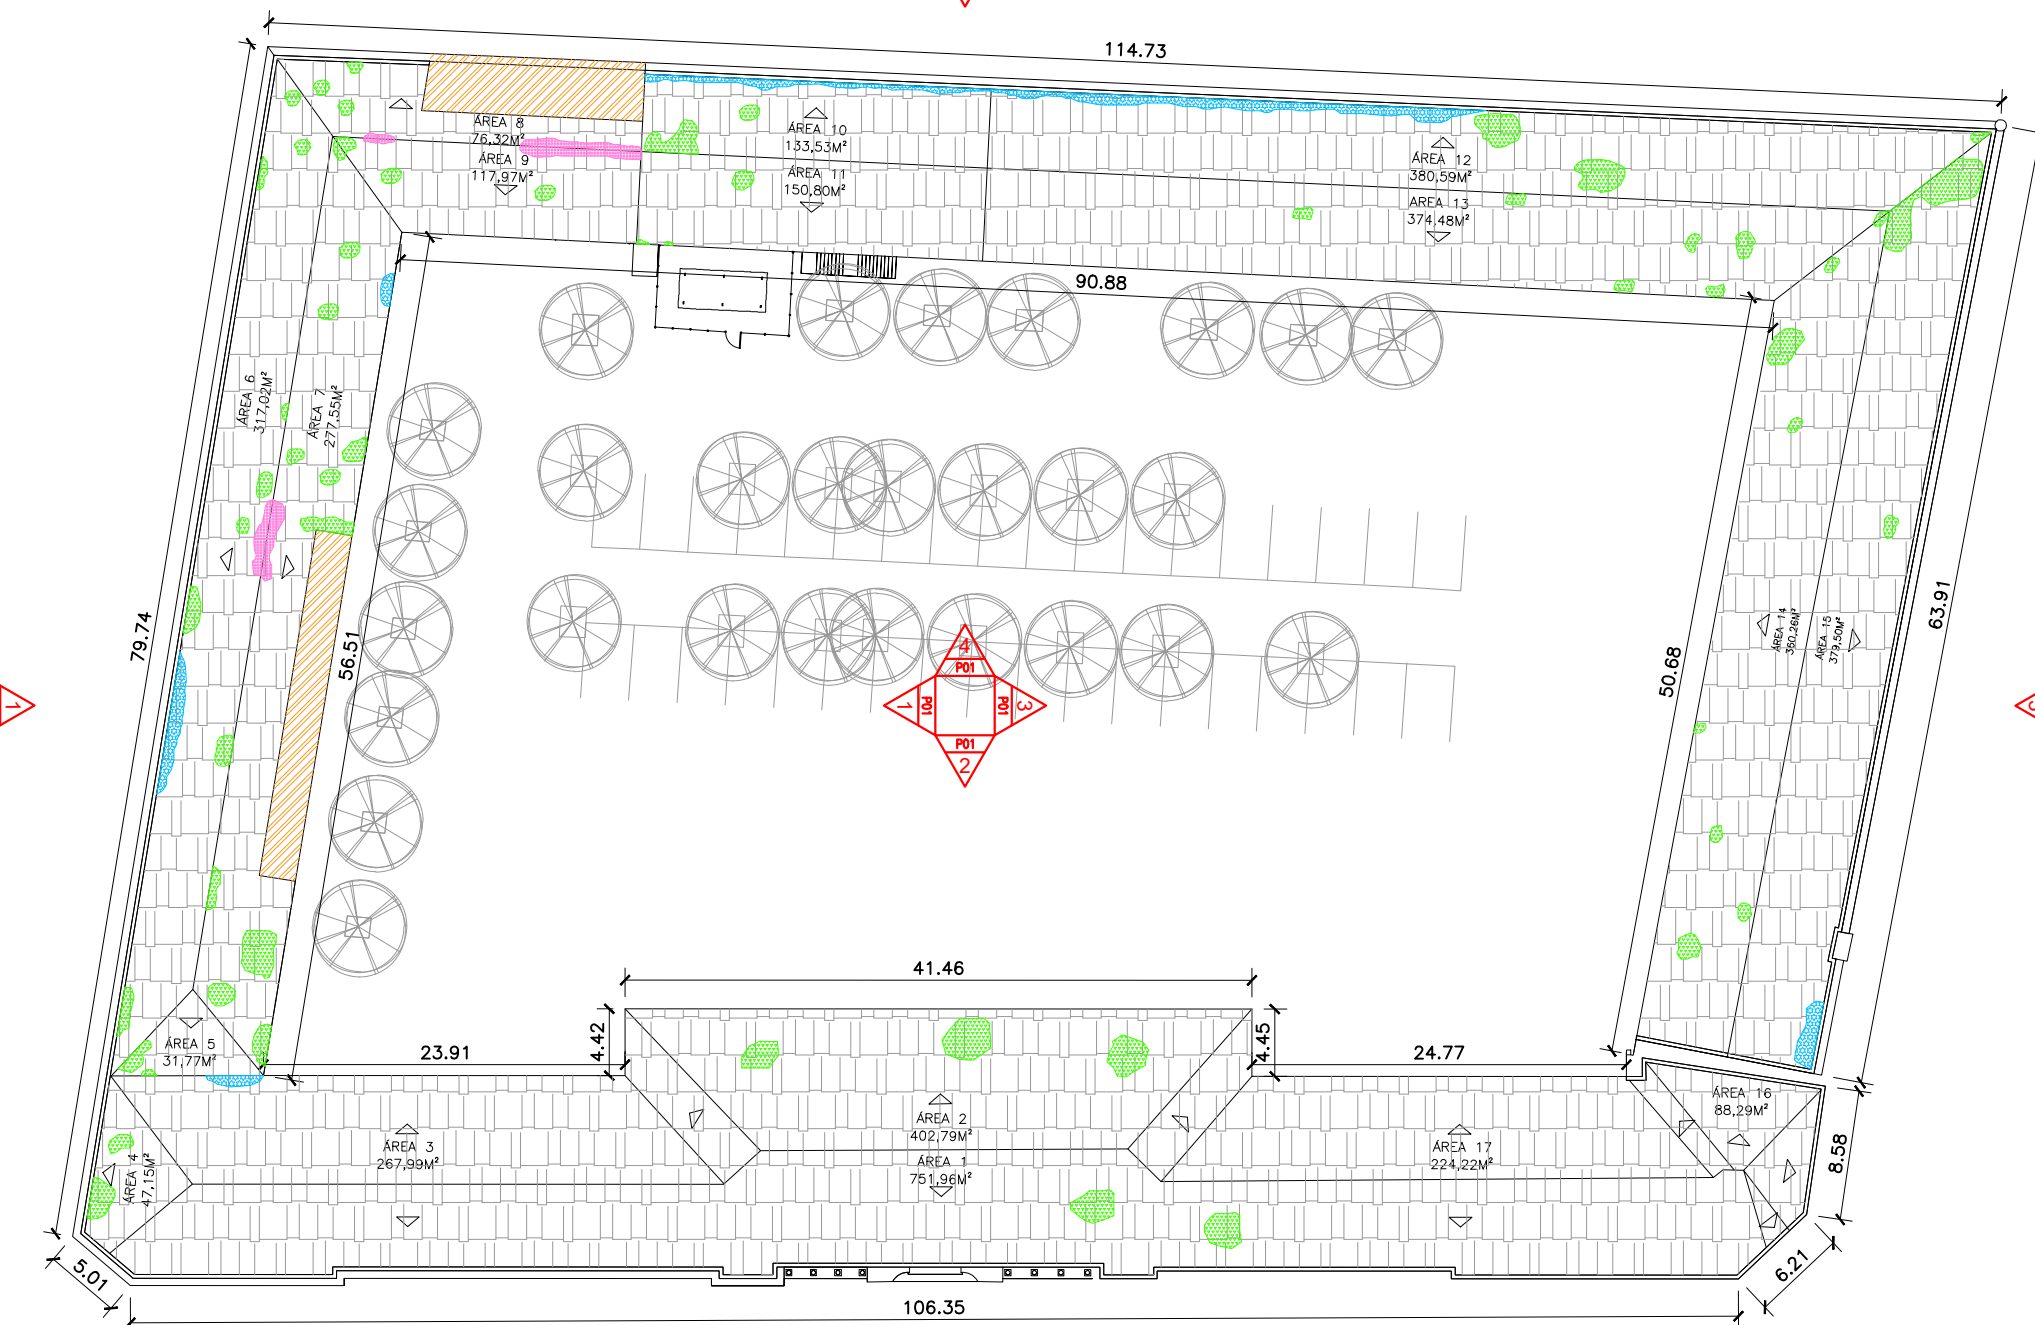 114.73
ÁREA 8
76,32M²
ÁREA 9
117,97M²
ÁREA 10
133,53M²
ÁREA 11
150,80M²
ÁREA 12
380,59M²
ÁREA 13
374,48M²
90.88
ÁREA 6
317,02M²
ÁREA 7
277,55M²
79.74
56.51
50.68
63.91
ÁREA 14
360,26M²
ÁREA 15
379,50M²
4
P01
1
P01
P01
3
P01
2
1
3
41.46
4.42
4.45
23.91
24.77
ÁREA 5
31,77M²
ÁREA 4
47,15M²
ÁREA 3
267,99M²
ÁREA 2
402,79M²
ÁREA 1
751,96M²
ÁREA 17
224,22M²
ÁREA 16
88,29M²
8.58
6.21
5.01
106.35